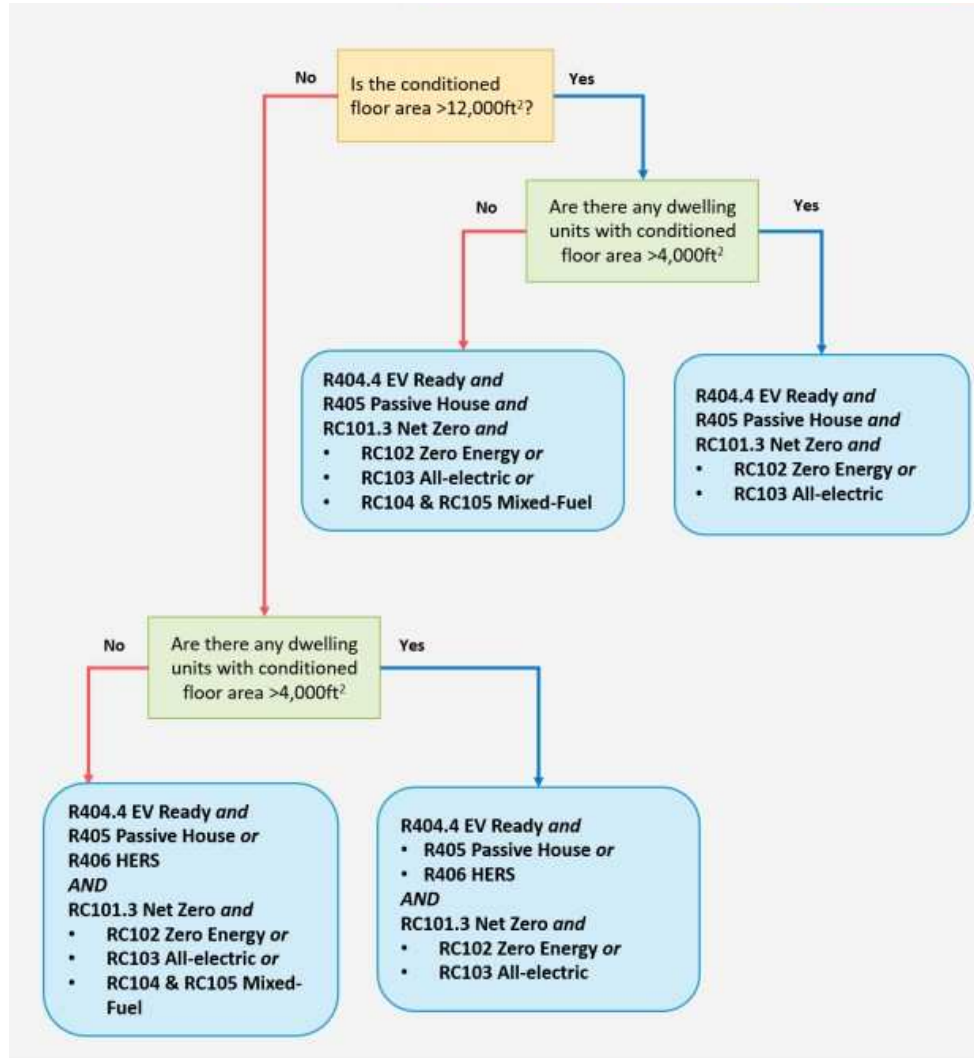 No
Is the conditioned
floor area >12,000ft²?
Yes
No
Are there any dwelling
units with conditioned
floor area >4,000ft²
Yes
R404.4 EV Ready and
R405 Passive House and
RC101.3 Net Zero and
• RC102 Zero Energy or
• RC103 All-electric or
• RC104 & RC105 Mixed-Fuel
R404.4 EV Ready and
R405 Passive House and
RC101.3 Net Zero and
• RC102 Zero Energy or
• RC103 All-electric
No
Are there any dwelling
units with conditioned
floor area >4,000ft²
Yes
R404.4 EV Ready and
R405 Passive House or
R406 HERS
AND
RC101.3 Net Zero and
• RC102 Zero Energy or
• RC103 All-electric or
• RC104 & RC105 Mixed-
Fuel
R404.4 EV Ready and
• R405 Passive House or
• R406 HERS
AND
RC101.3 Net Zero and
• RC102 Zero Energy or
• RC103 All-electric